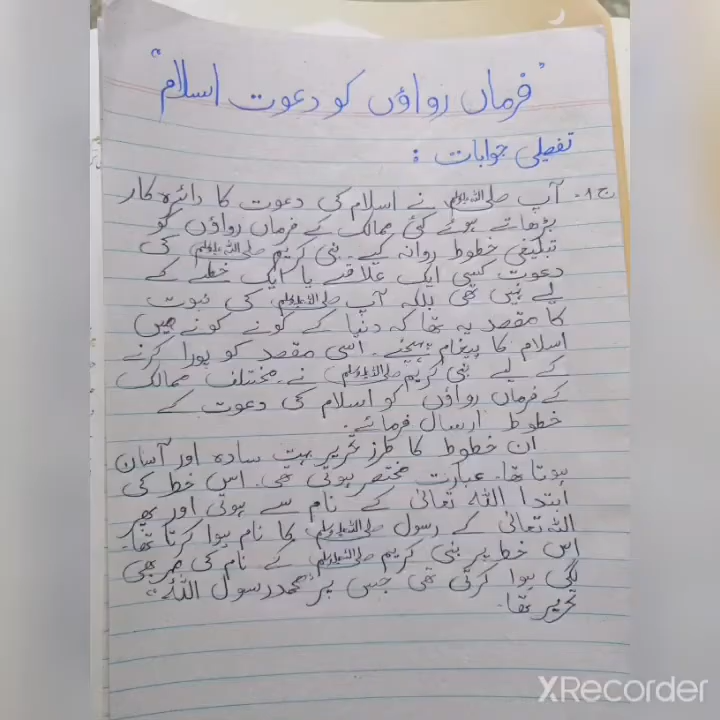 "فرماں رواؤں کو دعوت اسلام"
تفصیلی جوابات :
ج۱۔ آپ صلی اللہ علیہ وسلم نے اسلام کی دعوت کا دائرہ کار
بڑھاتے ہوئے کئی ممالک کے فرماں رواؤں کو
تبلیغی خطوط روانہ کیے۔ نبی کریم صلی اللہ علیہ وسلم کی
دعوت کسی ایک علاقے یا ایک خطے کے
لیے نہیں تھی بلکہ آپ صلی اللہ علیہ وسلم کی نبوت
کا مقصد یہ تھا کہ دنیا کے کونے کونے میں
اسلام کا پیغام پہنچے۔ اسی مقصد کو پورا کرنے
کے لیے نبی کریم صلی اللہ علیہ وسلم نے مختلف ممالک
کے فرماں رواؤں کو اسلام کی دعوت کے
خطوط ارسال فرمائے۔
ان خطوط کا طرز تحریر بہت سادہ اور آسان
ہوتا تھا۔ عبارت مختصر ہوتی تھی۔ اس خط کی
ابتدا اللہ تعالیٰ کے نام سے ہوتی اور پھر
اللہ تعالیٰ کے رسول صلی اللہ علیہ وسلم کا نام ہوا کرتا تھا۔
اس خط پر نبی کریم صلی اللہ علیہ وسلم کے نام کی مہر بھی
لگی ہوا کرتی تھی جس پر "محمد رسول اللہ"
تحریر تھا۔
XRecorder